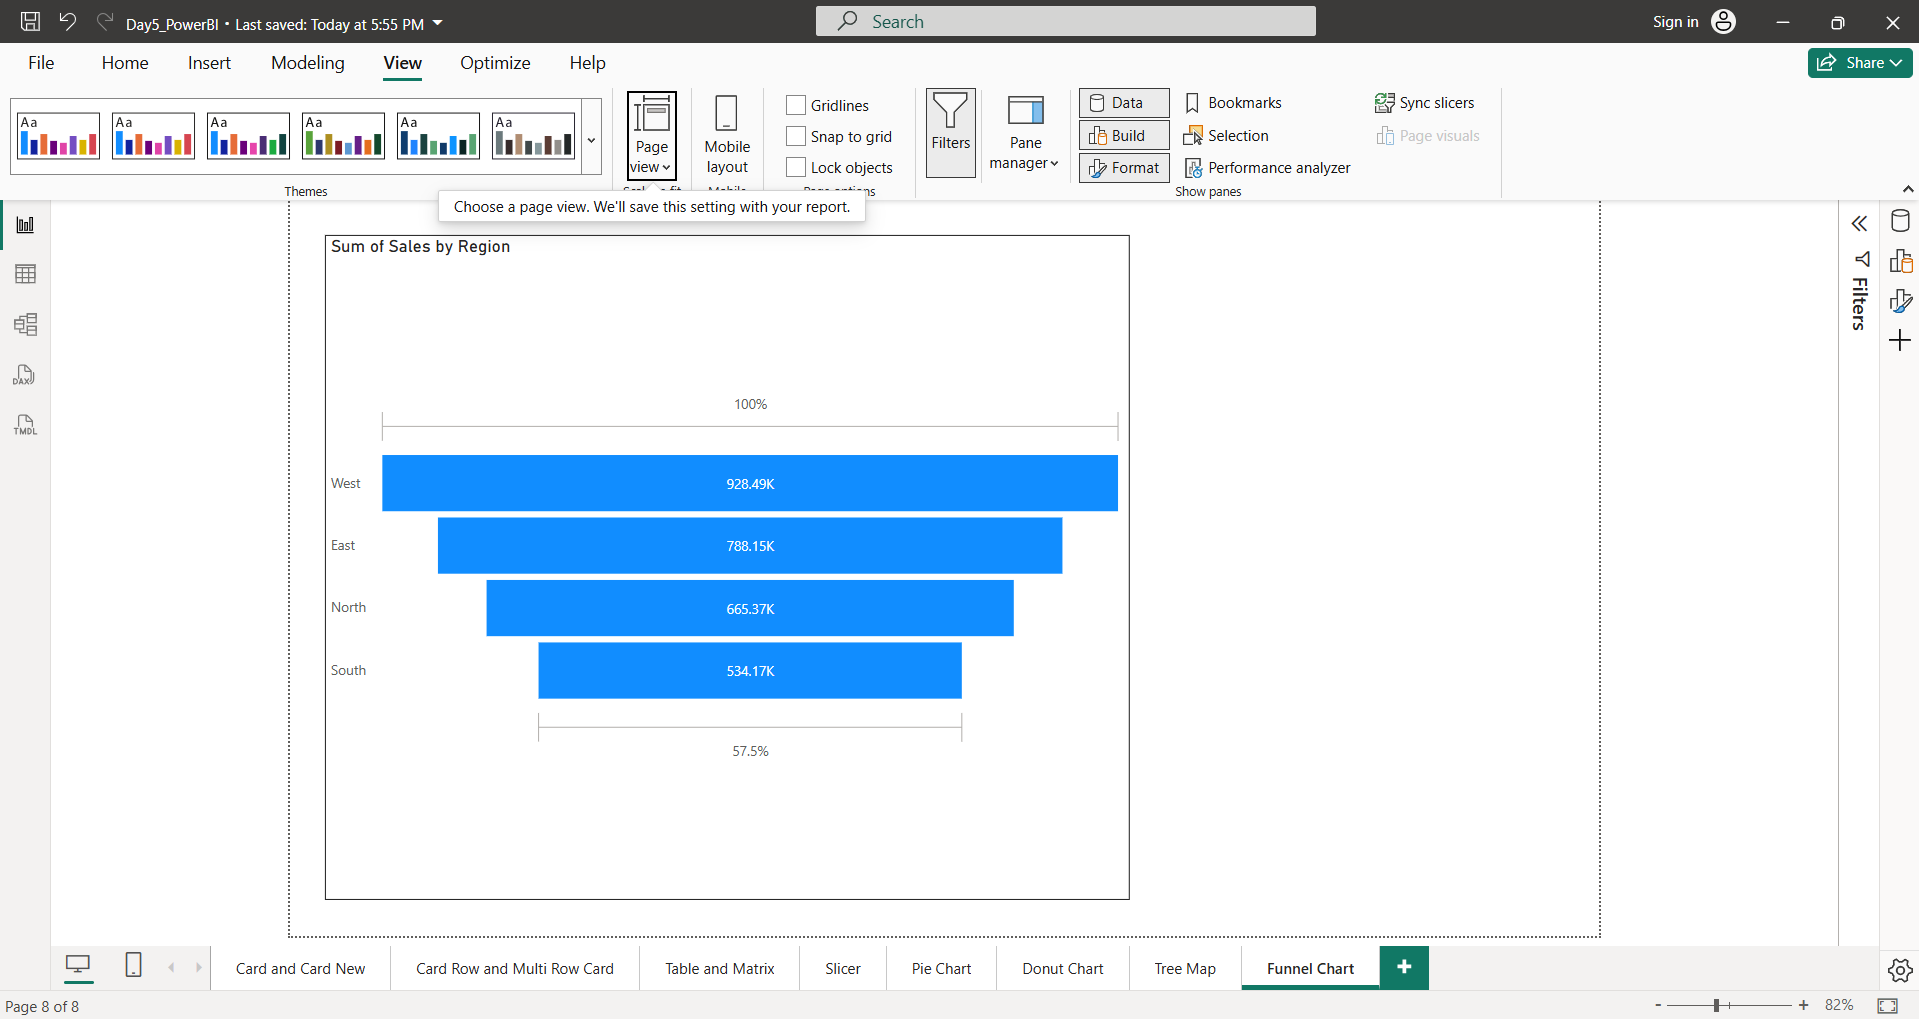 Day5_PowerBI • Last saved: Today at 5:55 PM
Search
Sign in
File Home Insert Modeling View Optimize Help
Share
Aa Aa Aa Aa Aa Aa
Themes
Page view
Mobile layout
Gridlines
Snap to grid
Lock objects
Filters
Pane manager
Data
Build
Format
Bookmarks
Selection
Performance analyzer
Sync slicers
Page visuals
Show panes
Choose a page view. We'll save this setting with your report.
DAX
TMDL
Sum of Sales by Region
100%
West 928.49K
East 788.15K
North 665.37K
South 534.17K
57.5%
Filters
Card and Card New Card Row and Multi Row Card Table and Matrix Slicer Pie Chart Donut Chart Tree Map Funnel Chart +
Page 8 of 8
- + 82%